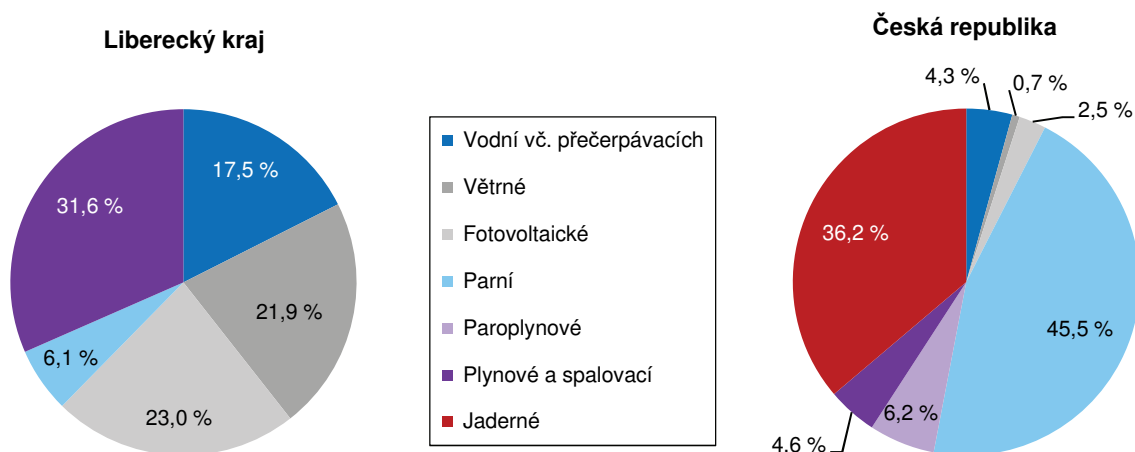 Liberecký kraj
17,5 %
21,9 %
23,0 %
6,1 %
31,6 %
Vodní vč. přečerpávacích
Větrné
Fotovoltaické
Parní
Paroplynové
Plynové a spalovací
Jaderné
Česká republika
4,3 %
0,7 %
2,5 %
45,5 %
6,2 %
4,6 %
36,2 %